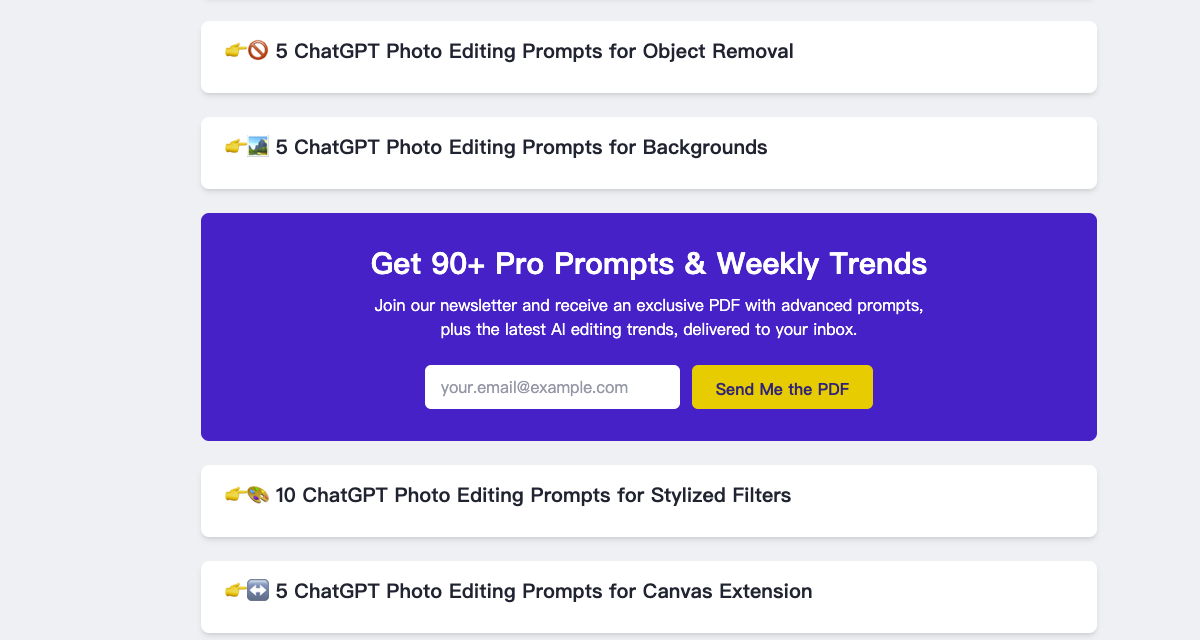 👉🚫 5 ChatGPT Photo Editing Prompts for Object Removal
👉🏞️ 5 ChatGPT Photo Editing Prompts for Backgrounds
Get 90+ Pro Prompts & Weekly Trends
Join our newsletter and receive an exclusive PDF with advanced prompts,
plus the latest AI editing trends, delivered to your inbox.
your.email@example.com
Send Me the PDF
👉🎨 10 ChatGPT Photo Editing Prompts for Stylized Filters
👉↔️ 5 ChatGPT Photo Editing Prompts for Canvas Extension